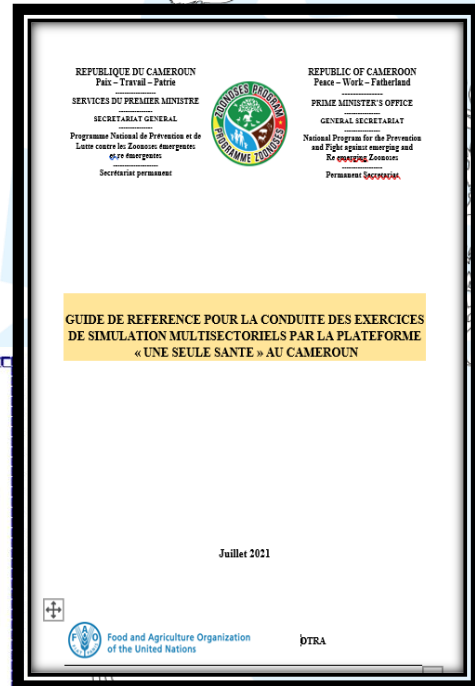 REPUBLIQUE DU CAMEROUN
Paix – Travail – Patrie
-----------------
SERVICES DU PREMIER MINISTRE
--------------
SECRETARIAT GENERAL
--------------
Programme National de Prévention et de
Lutte contre les Zoonoses émergentes
et re émergentes
-------------------
Secrétariat permanent
ZOONOSES PROGRAM
PROGRAMME ZOONOSES
REPUBLIC OF CAMEROON
Peace – Work – Fatherland
-----------------
PRIME MINISTER'S OFFICE
-----------------
GENERAL SECRETARIAT
-----------------
National Program for the Prevention
and Fight against emerging and
Re emerging Zoonoses
-------------------
Permanent Secretariat
GUIDE DE REFERENCE POUR LA CONDUITE DES EXERCICES
DE SIMULATION MULTISECTORIELS PAR LA PLATEFORME
« UNE SEULE SANTE » AU CAMEROUN
Juillet 2021
FAO
Food and Agriculture Organization
of the United Nations
OTRA